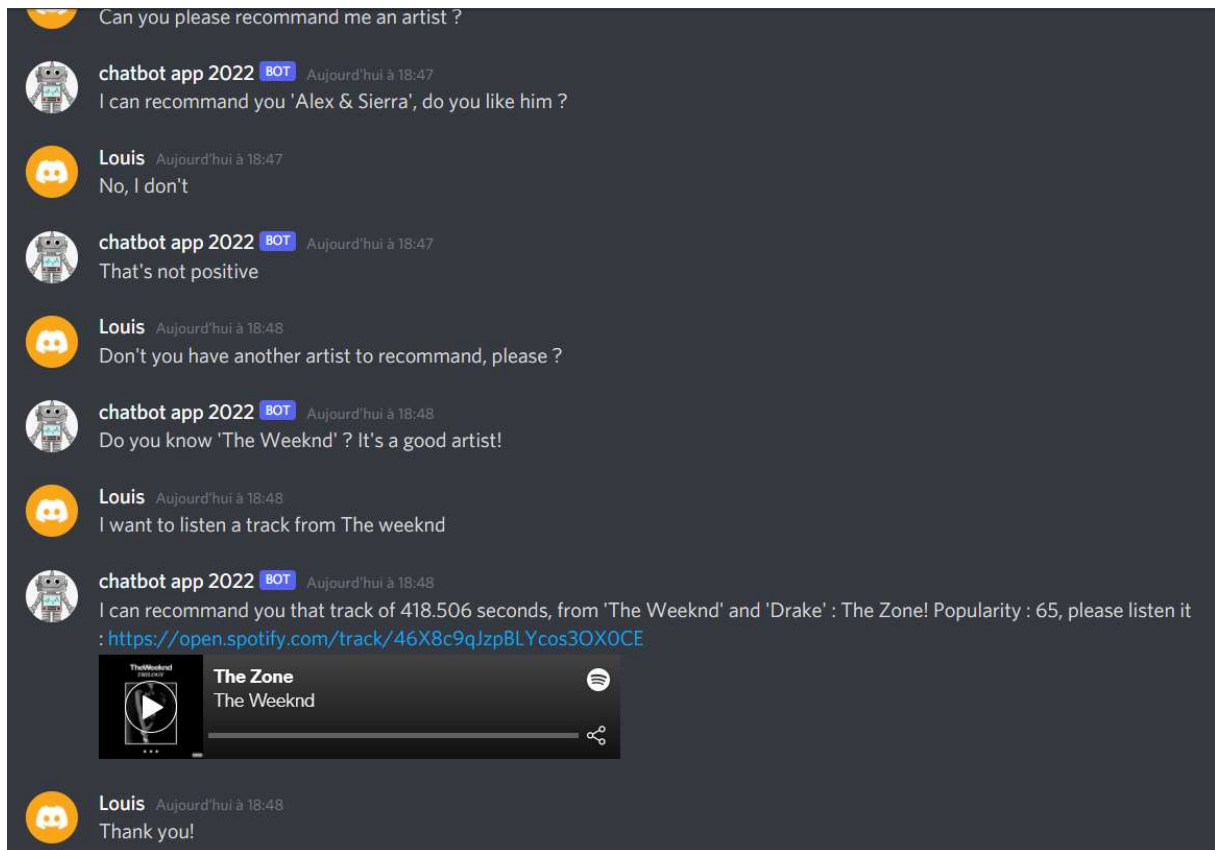 Can you please recommand me an artist ?
chatbot app 2022 BOT Aujourd'hui à 18:47
I can recommand you 'Alex & Sierra', do you like him ?
Louis Aujourd'hui à 18:47
No, I don't
chatbot app 2022 BOT Aujourd'hui à 18:47
That's not positive
Louis Aujourd'hui à 18:48
Don't you have another artist to recommand, please ?
chatbot app 2022 BOT Aujourd'hui à 18:48
Do you know 'The Weeknd' ? It's a good artist!
Louis Aujourd'hui à 18:48
I want to listen a track from The weeknd
chatbot app 2022 BOT Aujourd'hui à 18:48
I can recommand you that track of 418.506 seconds, from 'The Weeknd' and 'Drake' : The Zone! Popularity : 65, please listen it
: https://open.spotify.com/track/46X8c9qJzpBLYcos3OX0CE
TheWeeknd
TRILOGY
The Zone
The Weeknd
Louis Aujourd'hui à 18:48
Thank you!